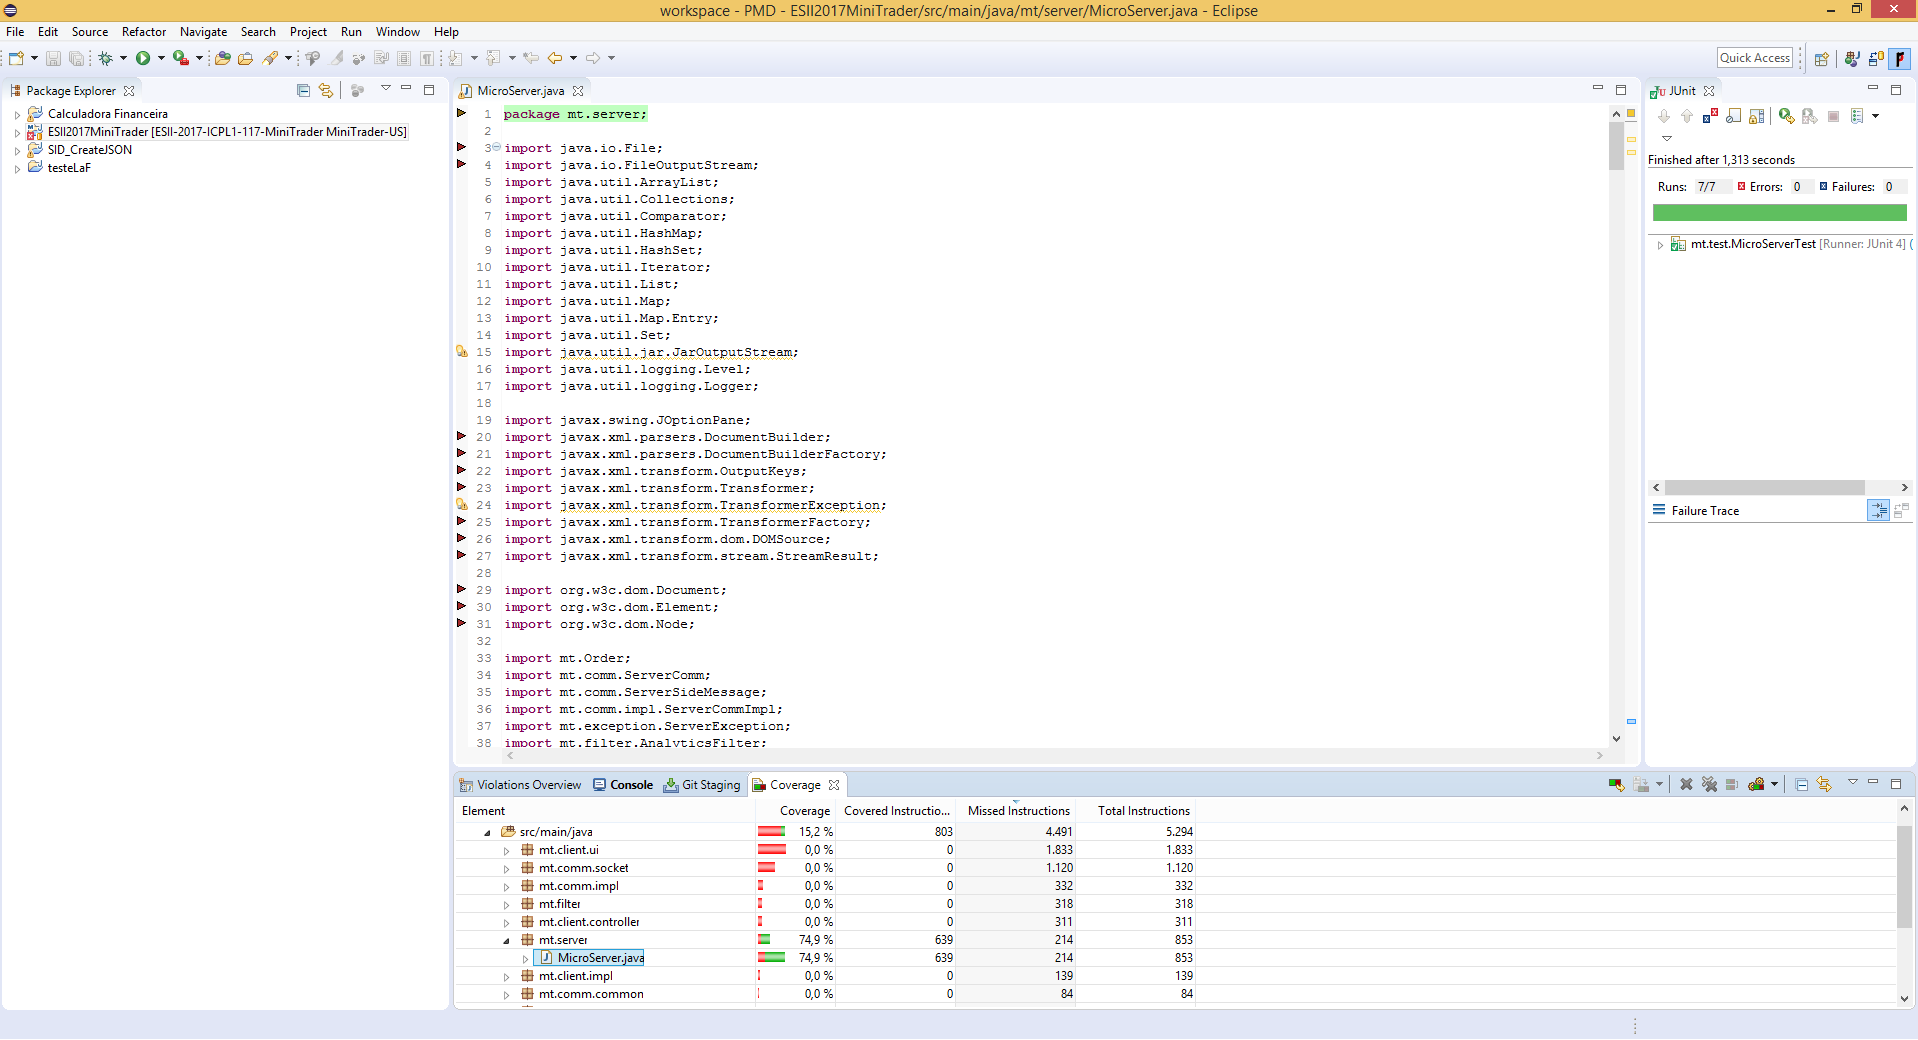 workspace - PMD - ESII2017MiniTrader/src/main/java/mt/server/MicroServer.java - Eclipse
File Edit Source Refactor Navigate Search Project Run Window Help
Quick Access
Package Explorer
Calculadora Financeira
ESII2017MiniTrader [ESII-2017-ICPL1-117-MiniTrader MiniTrader-US]
SID_CreateJSON
testeLaF
MicroServer.java
1 package mt.server;
2
3 import java.io.File;
4 import java.io.FileOutputStream;
5 import java.util.ArrayList;
6 import java.util.Collections;
7 import java.util.Comparator;
8 import java.util.HashMap;
9 import java.util.HashSet;
10 import java.util.Iterator;
11 import java.util.List;
12 import java.util.Map;
13 import java.util.Map.Entry;
14 import java.util.Set;
15 import java.util.jar.JarOutputStream;
16 import java.util.logging.Level;
17 import java.util.logging.Logger;
18
19 import javax.swing.JOptionPane;
20 import javax.xml.parsers.DocumentBuilder;
21 import javax.xml.parsers.DocumentBuilderFactory;
22 import javax.xml.transform.OutputKeys;
23 import javax.xml.transform.Transformer;
24 import javax.xml.transform.TransformerException;
25 import javax.xml.transform.TransformerFactory;
26 import javax.xml.transform.dom.DOMSource;
27 import javax.xml.transform.stream.StreamResult;
28
29 import org.w3c.dom.Document;
30 import org.w3c.dom.Element;
31 import org.w3c.dom.Node;
32
33 import mt.Order;
34 import mt.comm.ServerComm;
35 import mt.comm.ServerSideMessage;
36 import mt.comm.impl.ServerCommImpl;
37 import mt.exception.ServerException;
38 import mt.filter.AnalyticsFilter;
JUnit
Finished after 1,313 seconds
Runs: 7/7 Errors: 0 Failures: 0
mt.test.MicroServerTest [Runner: JUnit 4] (
Failure Trace
Violations Overview Console Git Staging Coverage
Element Coverage Covered Instructio... Missed Instructions Total Instructions
src/main/java 15,2 % 803 4.491 5.294
mt.client.ui 0,0 % 0 1.833 1.833
mt.comm.socket 0,0 % 0 1.120 1.120
mt.comm.impl 0,0 % 0 332 332
mt.filter 0,0 % 0 318 318
mt.client.controller 0,0 % 0 311 311
mt.server 74,9 % 639 214 853
MicroServer.java 74,9 % 639 214 853
mt.client.impl 0,0 % 0 139 139
mt.comm.common 0,0 % 0 84 84